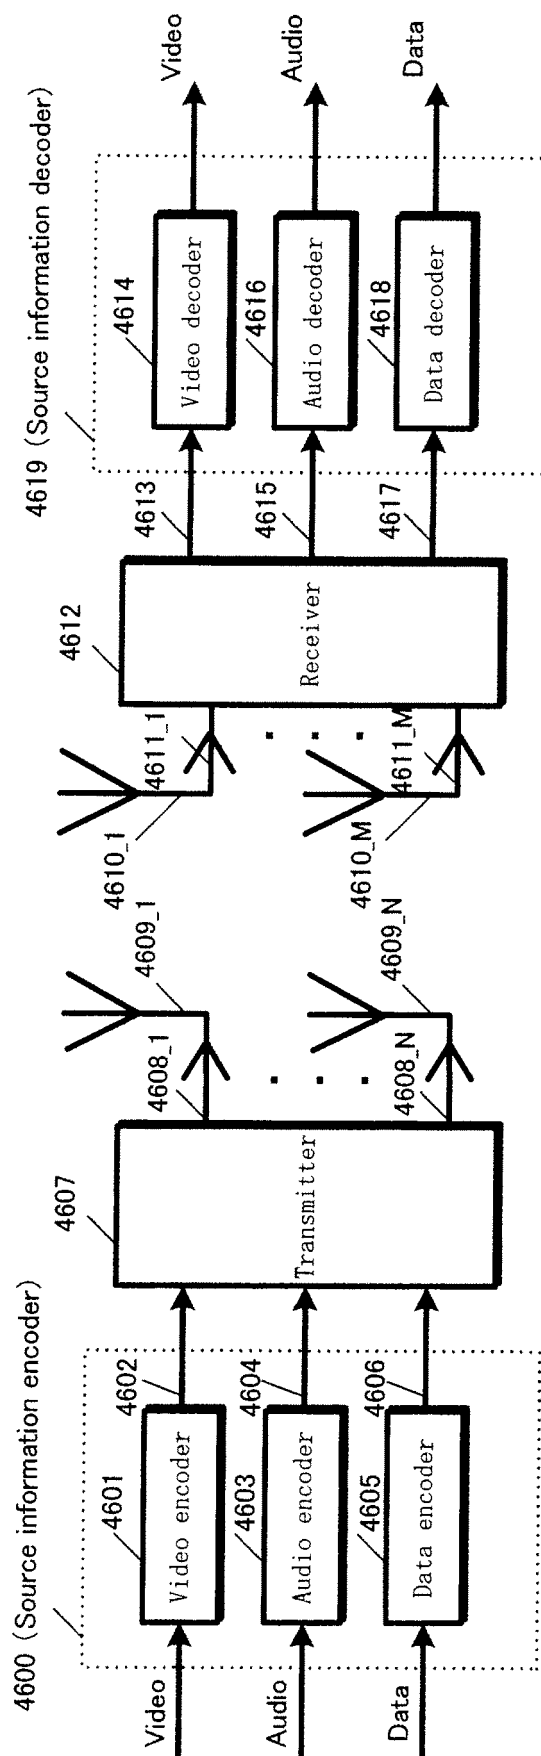 4600 (Source information encoder)
Video
4601
Video encoder
4602
Audio
4603
Audio encoder
4604
Data
4605
Data encoder
4606
4607
Transmitter
4608_1
4609_1
4608_N
4609_N
4610_1
4611_1
4610_M
4611_M
4612
Receiver
4613
4615
4617
4619 (Source information decoder)
4614
Video decoder
Video
4616
Audio decoder
Audio
4618
Data decoder
Data